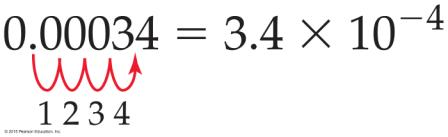 0.00034 = 3.4 × 10⁻⁴
1 2 3 4
© 2015 Pearson Education, Inc.